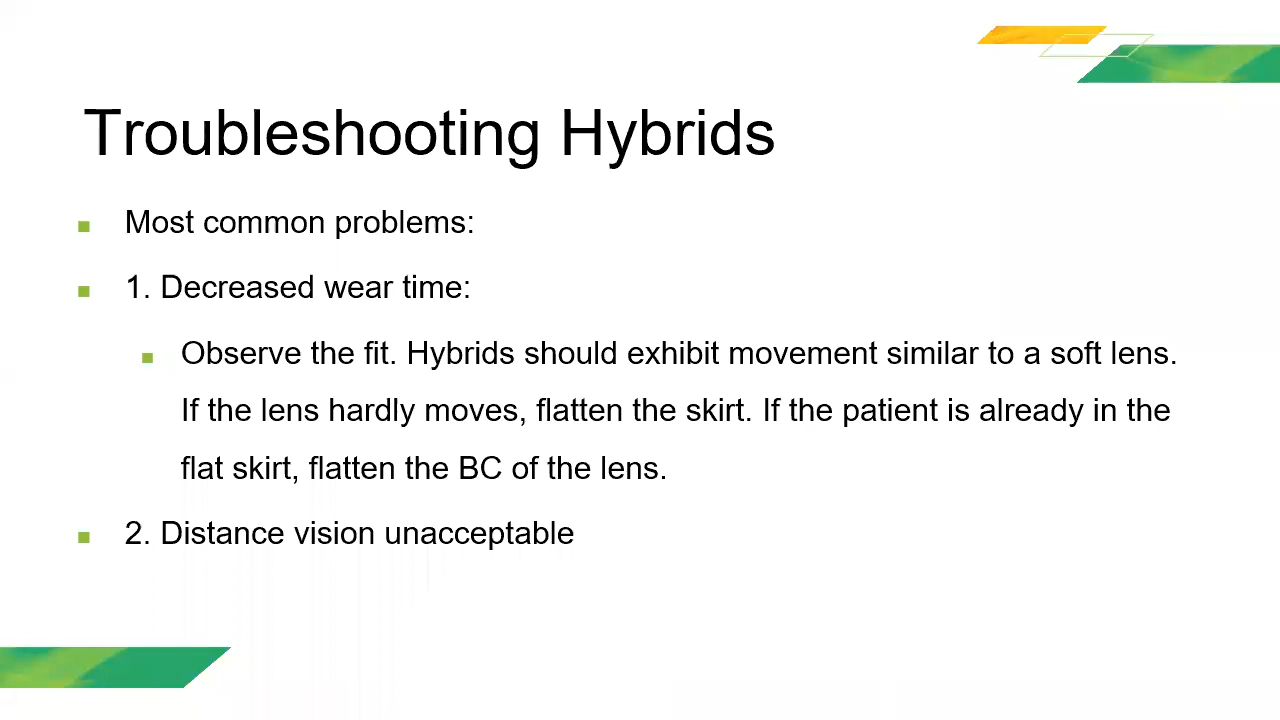 Troubleshooting Hybrids
Most common problems:
1. Decreased wear time:
Observe the fit. Hybrids should exhibit movement similar to a soft lens.
If the lens hardly moves, flatten the skirt. If the patient is already in the
flat skirt, flatten the BC of the lens.
2. Distance vision unacceptable